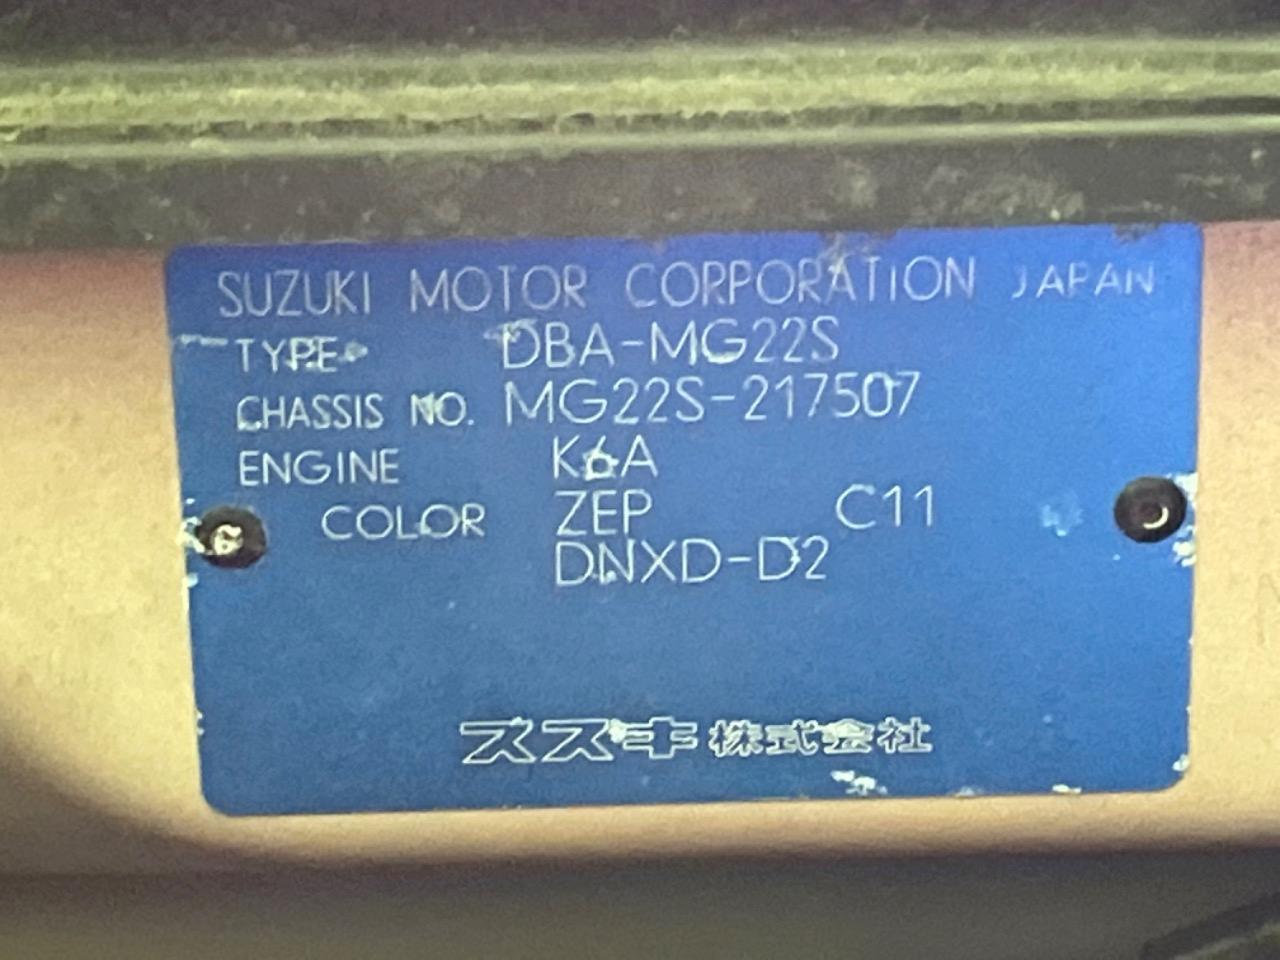 SUZUKI MOTOR CORPORATION JAPAN
TYPE DBA-MG22S
CHASSIS NO. MG22S-217507
ENGINE K6A
COLOR ZEP C11
DNXD-D2
スズキ株式会社